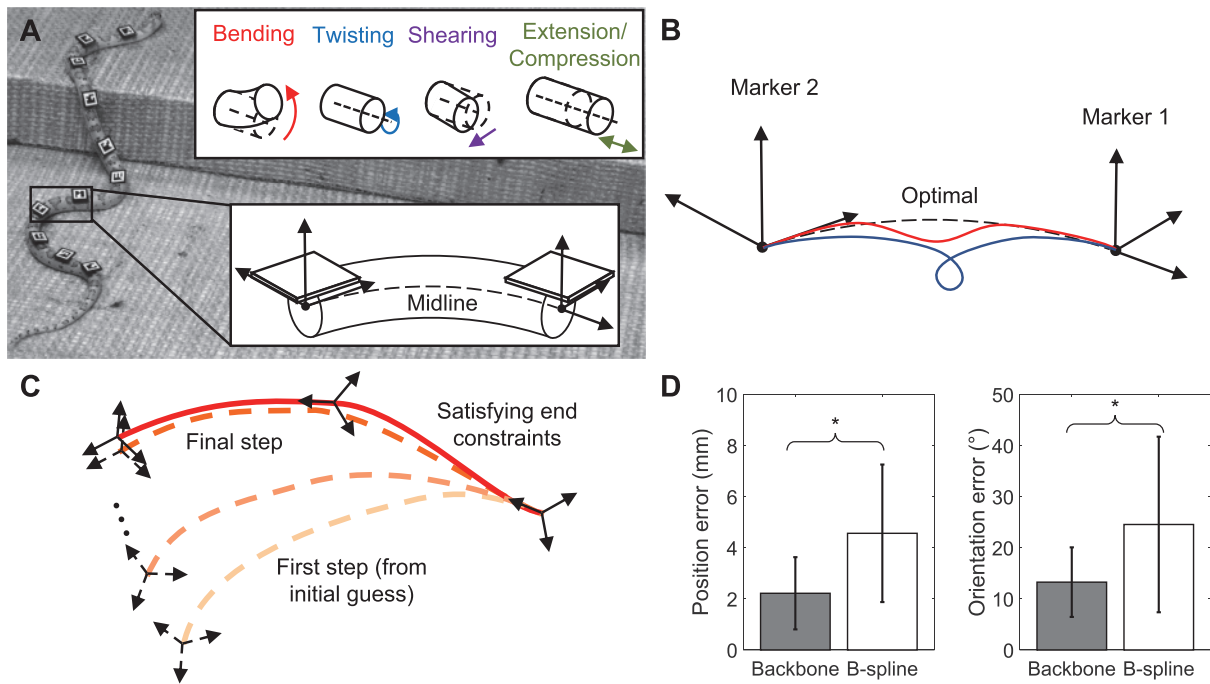 A
Bending
Twisting
Shearing
Extension/
Compression
Midline
B
Marker 2
Marker 1
Optimal
C
Final step
Satisfying end
constraints
First step (from
initial guess)
D
Position error (mm)
10
8
6
4
2
0
*
Backbone
B-spline
Orientation error (°)
50
40
30
20
10
0
*
Backbone
B-spline